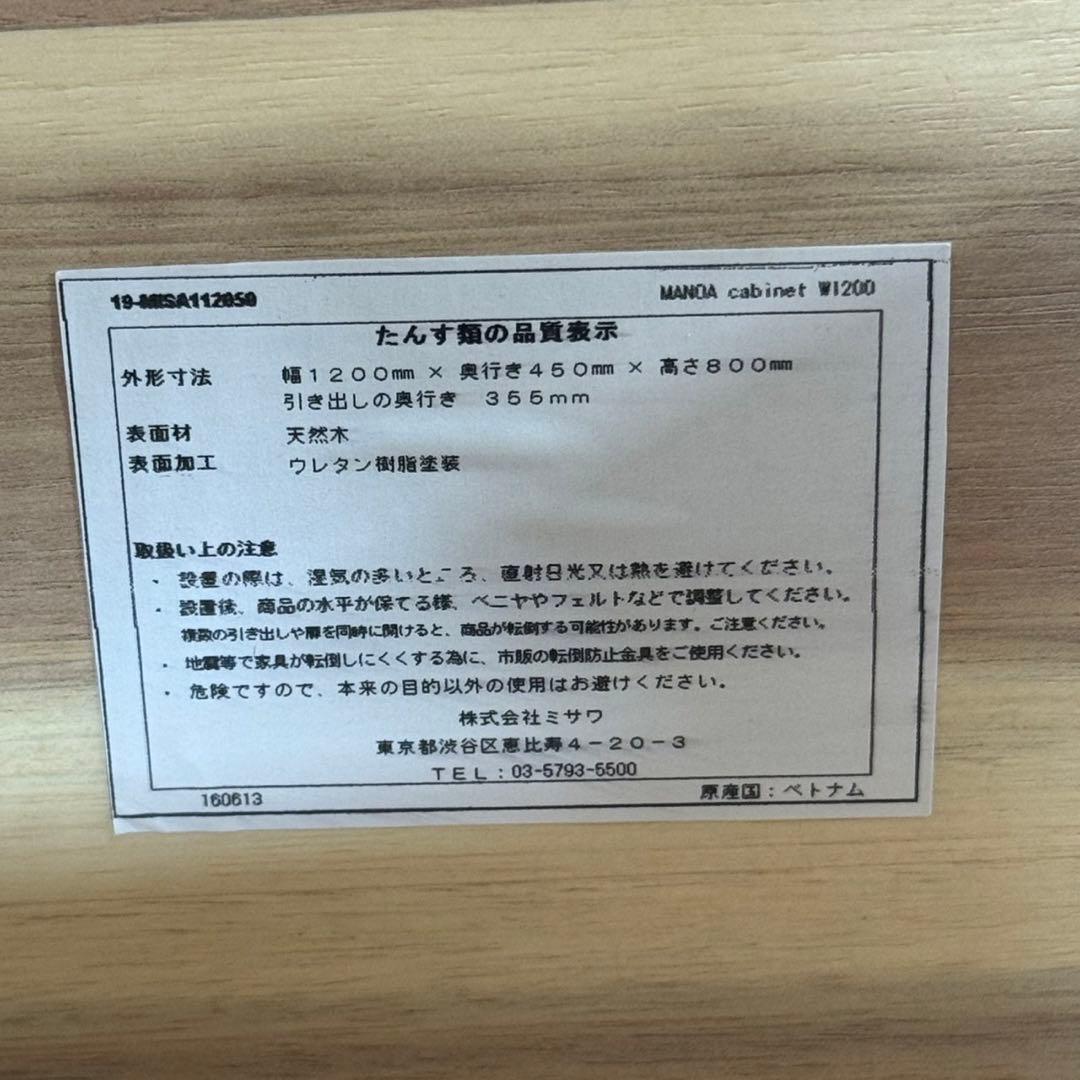 19-MISA112050 MANOA cabinet W1200
たんす類の品質表示
外形寸法 幅1200mm × 奥行き450mm × 高さ800mm
引き出しの奥行き 355mm
表面材 天然木
表面加工 ウレタン樹脂塗装
取扱い上の注意
・ 設置の際は、湿気の多いところ、直射日光又は熱を避けてください。
・ 設置後、商品の水平が保てる様、ベニヤやフェルトなどで調整してください。
複数の引き出しや扉を同時に開けると、商品が転倒する可能性があります。ご注意ください。
・ 地震等で家具が転倒しにくくする為に、市販の転倒防止金具をご使用ください。
・ 危険ですので、本来の目的以外の使用はお避けください。
株式会社ミサワ
東京都渋谷区恵比寿4-20-3
TEL:03-5793-5500
160613 原産国:ベトナム